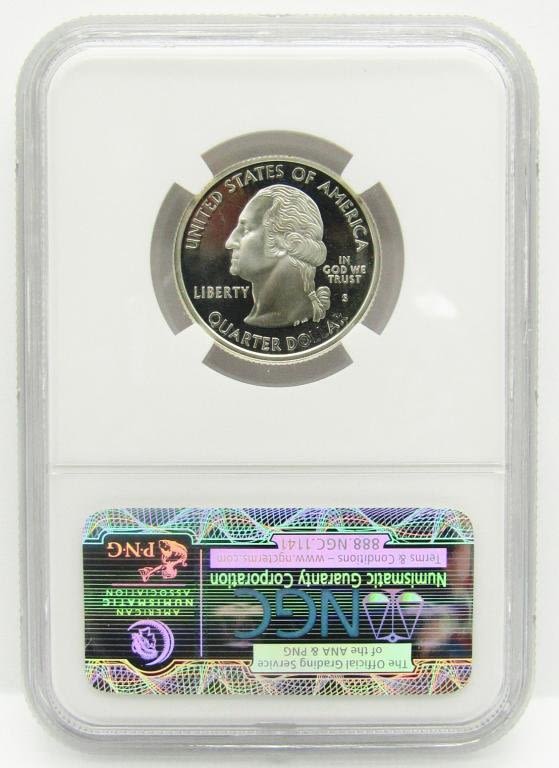 UNITED STATES OF AMERICA
LIBERTY
IN
GOD WE
TRUST
S
QUARTER DOLLAR
The Official Grading Service
of the ANA & PNG
NGC
Numismatic Guaranty Corporation
Terms & Conditions – www.ngcterms.com
888.NGC.1141
AMERICAN
NUMISMATIC
ASSOCIATION
P·N·G